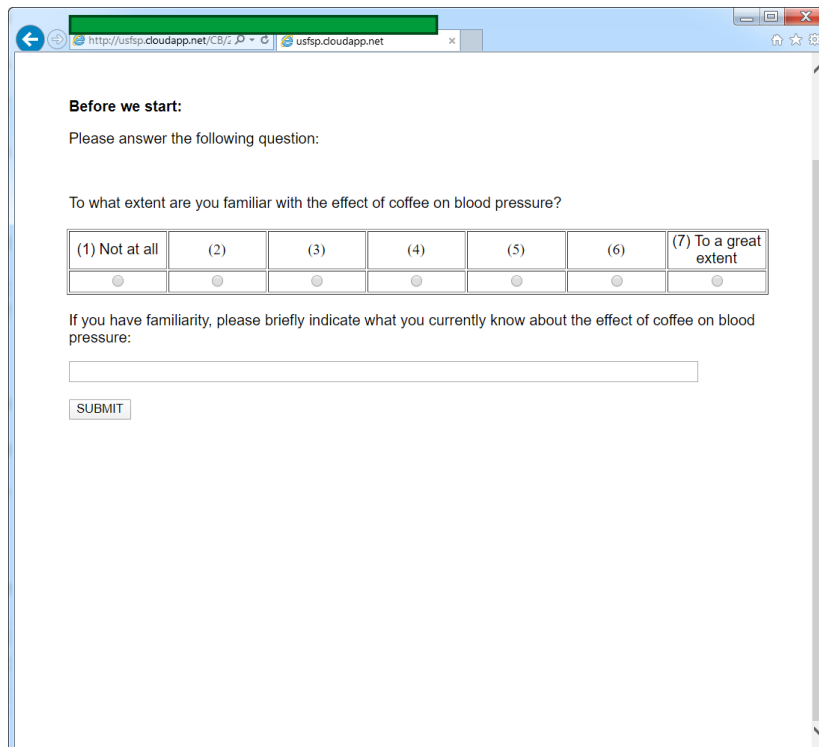 http://usfsp.cloudapp.net/CB/2
usfsp.cloudapp.net
Before we start:
Please answer the following question:
To what extent are you familiar with the effect of coffee on blood pressure?
(1) Not at all (2) (3) (4) (5) (6) (7) To a great extent
If you have familiarity, please briefly indicate what you currently know about the effect of coffee on blood
pressure:
SUBMIT